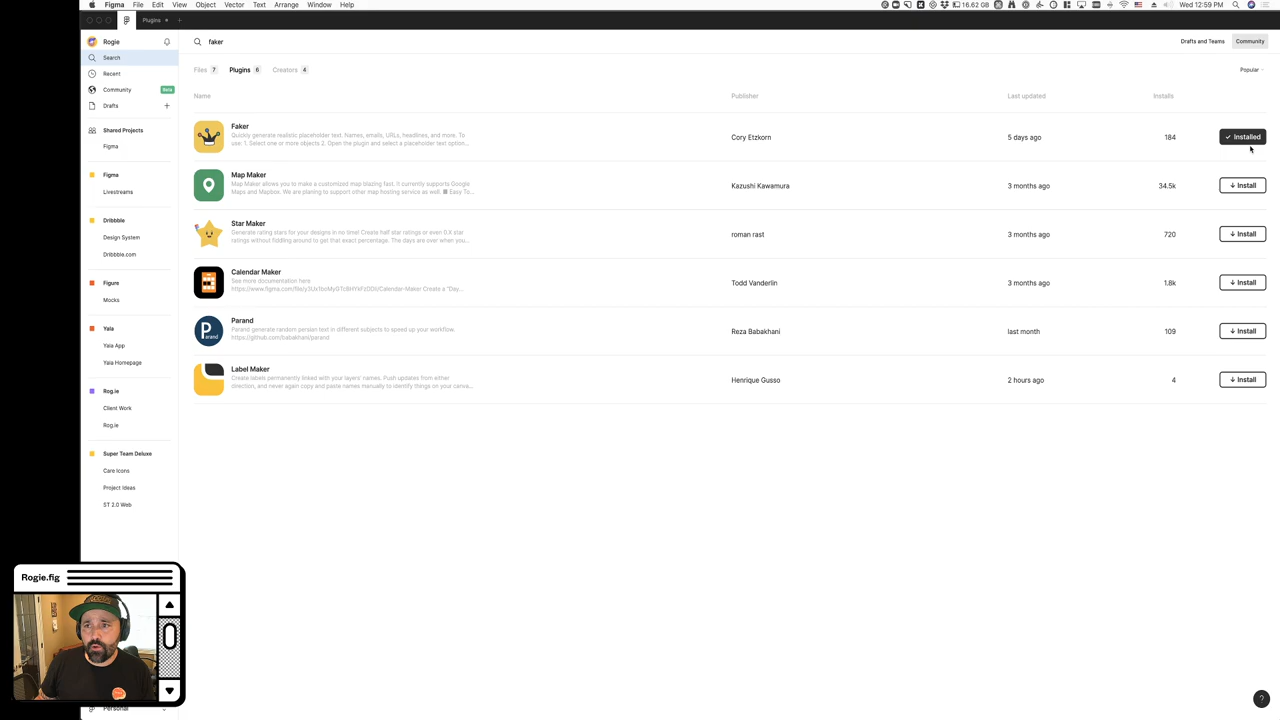 Figma File Edit View Object Vector Text Arrange Window Help
16.62 GB
Wed 12:59 PM
Plugins
Rogie
faker
Drafts and Teams
Community
Search
Recent
Community Beta
Drafts
Shared Projects
Figma
Figma
Livestreams
Dribbble
Design System
Dribbble.com
Figure
Mocks
Yaia
Yaia App
Yaia Homepage
Rog.ie
Client Work
Rog.ie
Super Team Deluxe
Care Icons
Project Ideas
ST 2.0 Web
Personal
Files 7 Plugins 6 Creators 4
Popular
Name Publisher Last updated Installs
Faker
Quickly generate realistic placeholder text. Names, emails, URLs, headlines, and more. To
use: 1. Select one or more objects 2. Open the plugin and select a placeholder text option...
Cory Etzkorn 5 days ago 184 Installed
Map Maker
Map Maker allows you to make a customized map blazing fast. It currently supports Google
Maps and Mapbox. We are planing to support other map hosting service as well. Easy To...
Kazushi Kawamura 3 months ago 34.5k Install
Star Maker
Generate rating stars for your designs in no time! Create half star ratings or even 0.X star
ratings without fiddling around to get that exact percentage. The days are over when you...
roman rast 3 months ago 720 Install
Calendar Maker
See more documentation here
Todd Vanderlin 3 months ago 1.8k Install
Parand
Parand generate random persian text in different subjects to speed up your workflow.
https://github.com/babakhani/parand
Reza Babakhani last month 109 Install
Label Maker
Create labels permanently linked with your layers' names. Push updates from either
direction, and never again copy and paste names manually to identify things on your canva...
Henrique Gusso 2 hours ago 4 Install
Rogie.fig
?